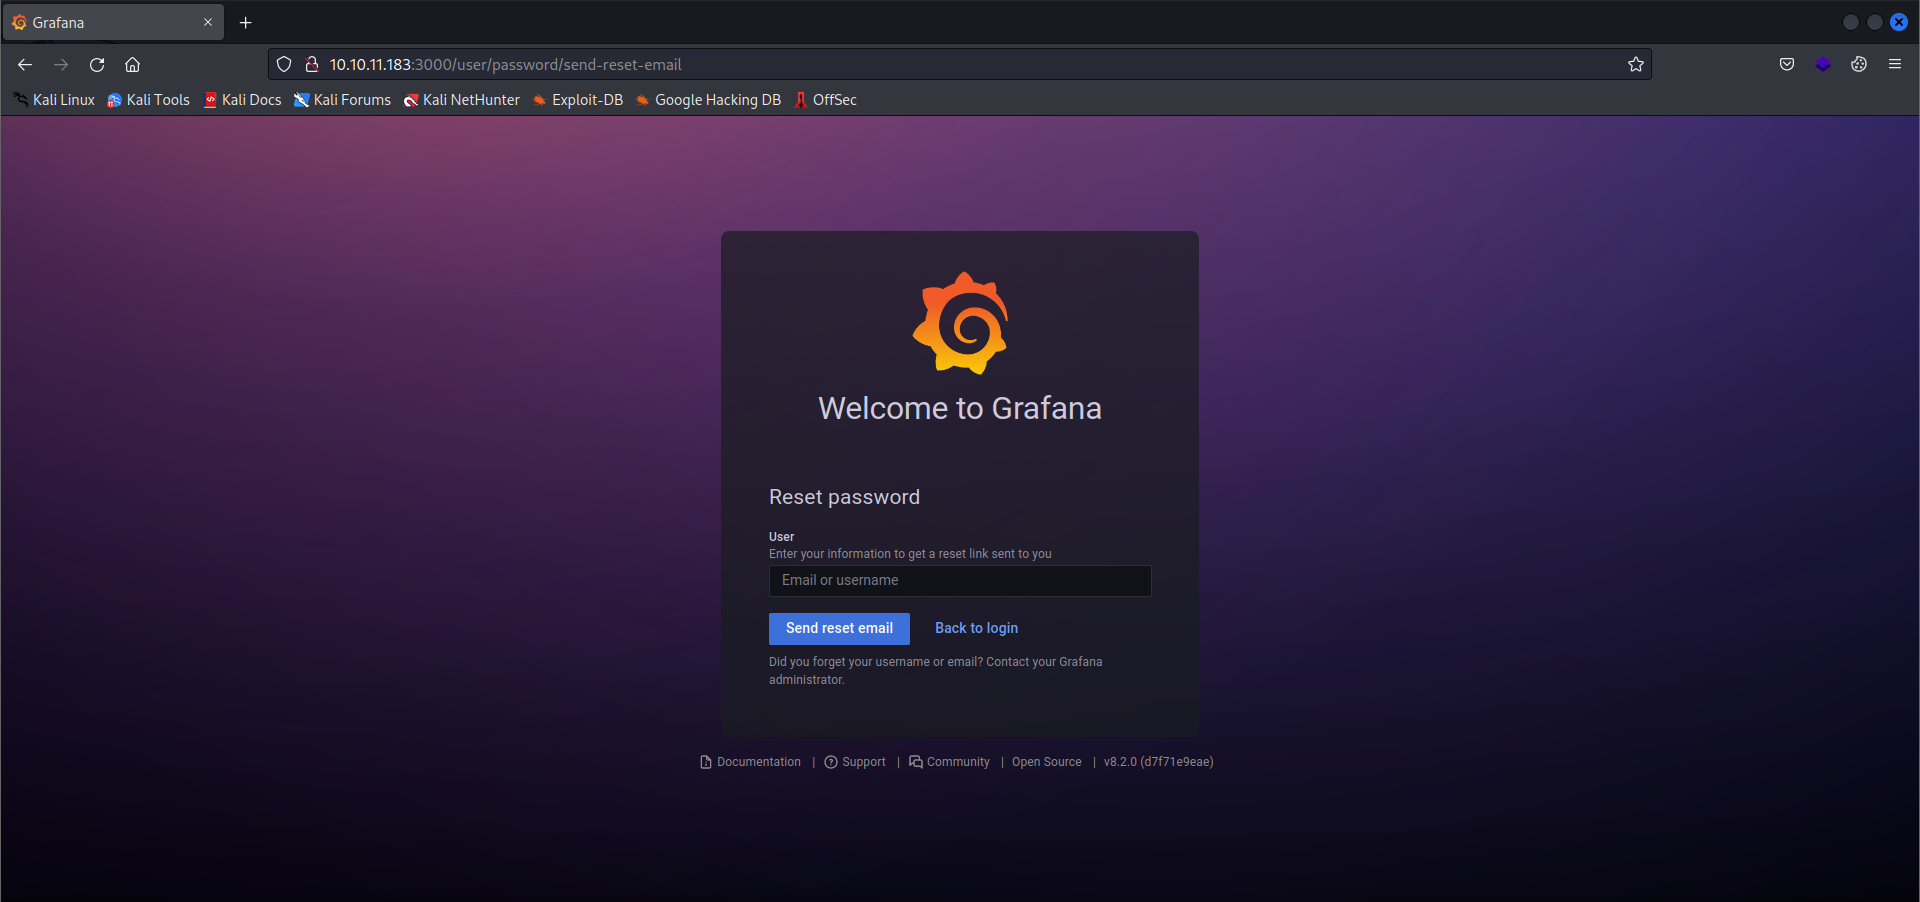 Grafana
10.10.11.183:3000/user/password/send-reset-email
Kali Linux Kali Tools Kali Docs Kali Forums Kali NetHunter Exploit-DB Google Hacking DB OffSec
Welcome to Grafana
Reset password
User
Enter your information to get a reset link sent to you
Email or username
Send reset email Back to login
Did you forget your username or email? Contact your Grafana
administrator.
Documentation | Support | Community | Open Source | v8.2.0 (d7f71e9eae)